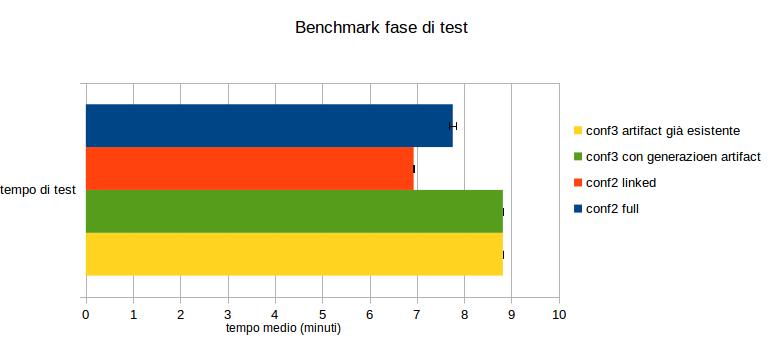 Benchmark fase di test
tempo di test
conf3 artifact già esistente
conf3 con generazioen artifact
conf2 linked
conf2 full
0 1 2 3 4 5 6 7 8 9 10
tempo medio (minuti)